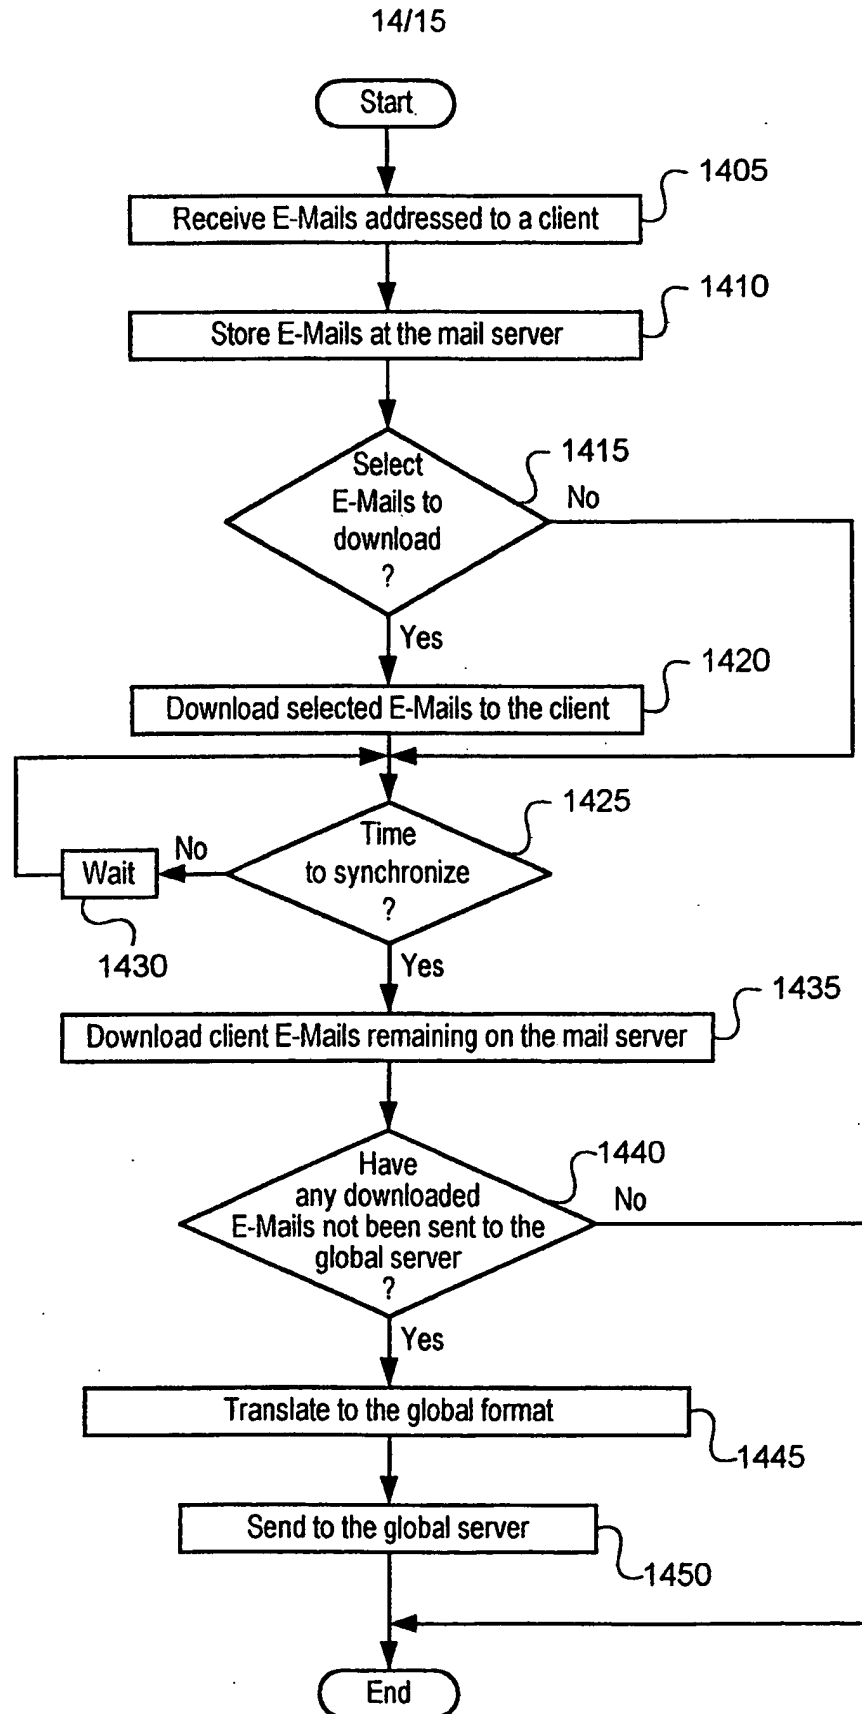 14/15
Start
1405
Receive E-Mails addressed to a client
1410
Store E-Mails at the mail server
1415
Select
E-Mails to
download
?
No
Yes
1420
Download selected E-Mails to the client
1425
Time
to synchronize
?
No
Wait
1430
Yes
1435
Download client E-Mails remaining on the mail server
1440
Have
any downloaded
E-Mails not been sent to the
global server
?
No
Yes
Translate to the global format
1445
Send to the global server
1450
End